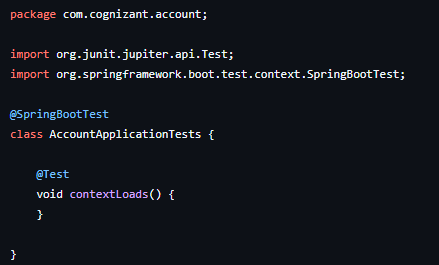 package com.cognizant.account;
import org.junit.jupiter.api.Test;
import org.springframework.boot.test.context.SpringBootTest;
@SpringBootTest
class AccountApplicationTests {
@Test
void contextLoads() {
}
}